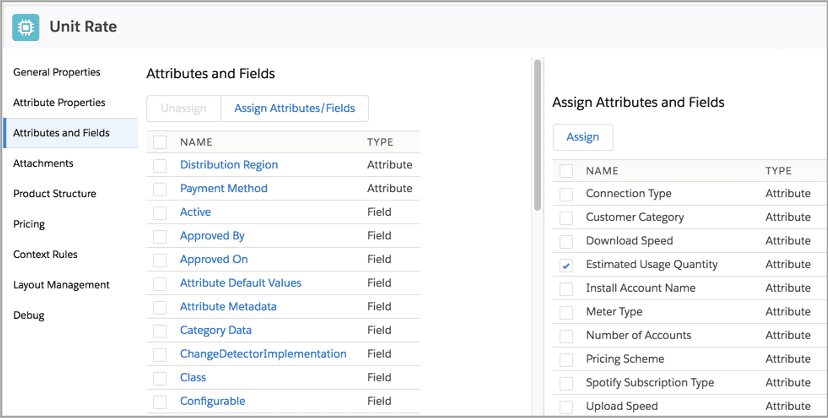 Unit Rate
General Properties
Attribute Properties
Attributes and Fields
Attachments
Product Structure
Pricing
Context Rules
Layout Management
Debug
Attributes and Fields
Unassign Assign Attributes/Fields
NAME TYPE
Distribution Region Attribute
Payment Method Attribute
Active Field
Approved By Field
Approved On Field
Attribute Default Values Field
Attribute Metadata Field
Category Data Field
ChangeDetectorImplementation Field
Class Field
Configurable Field
Assign Attributes and Fields
Assign
NAME TYPE
Connection Type Attribute
Customer Category Attribute
Download Speed Attribute
Estimated Usage Quantity Attribute
Install Account Name Attribute
Meter Type Attribute
Number of Accounts Attribute
Pricing Scheme Attribute
Spotify Subscription Type Attribute
Upload Speed Attribute